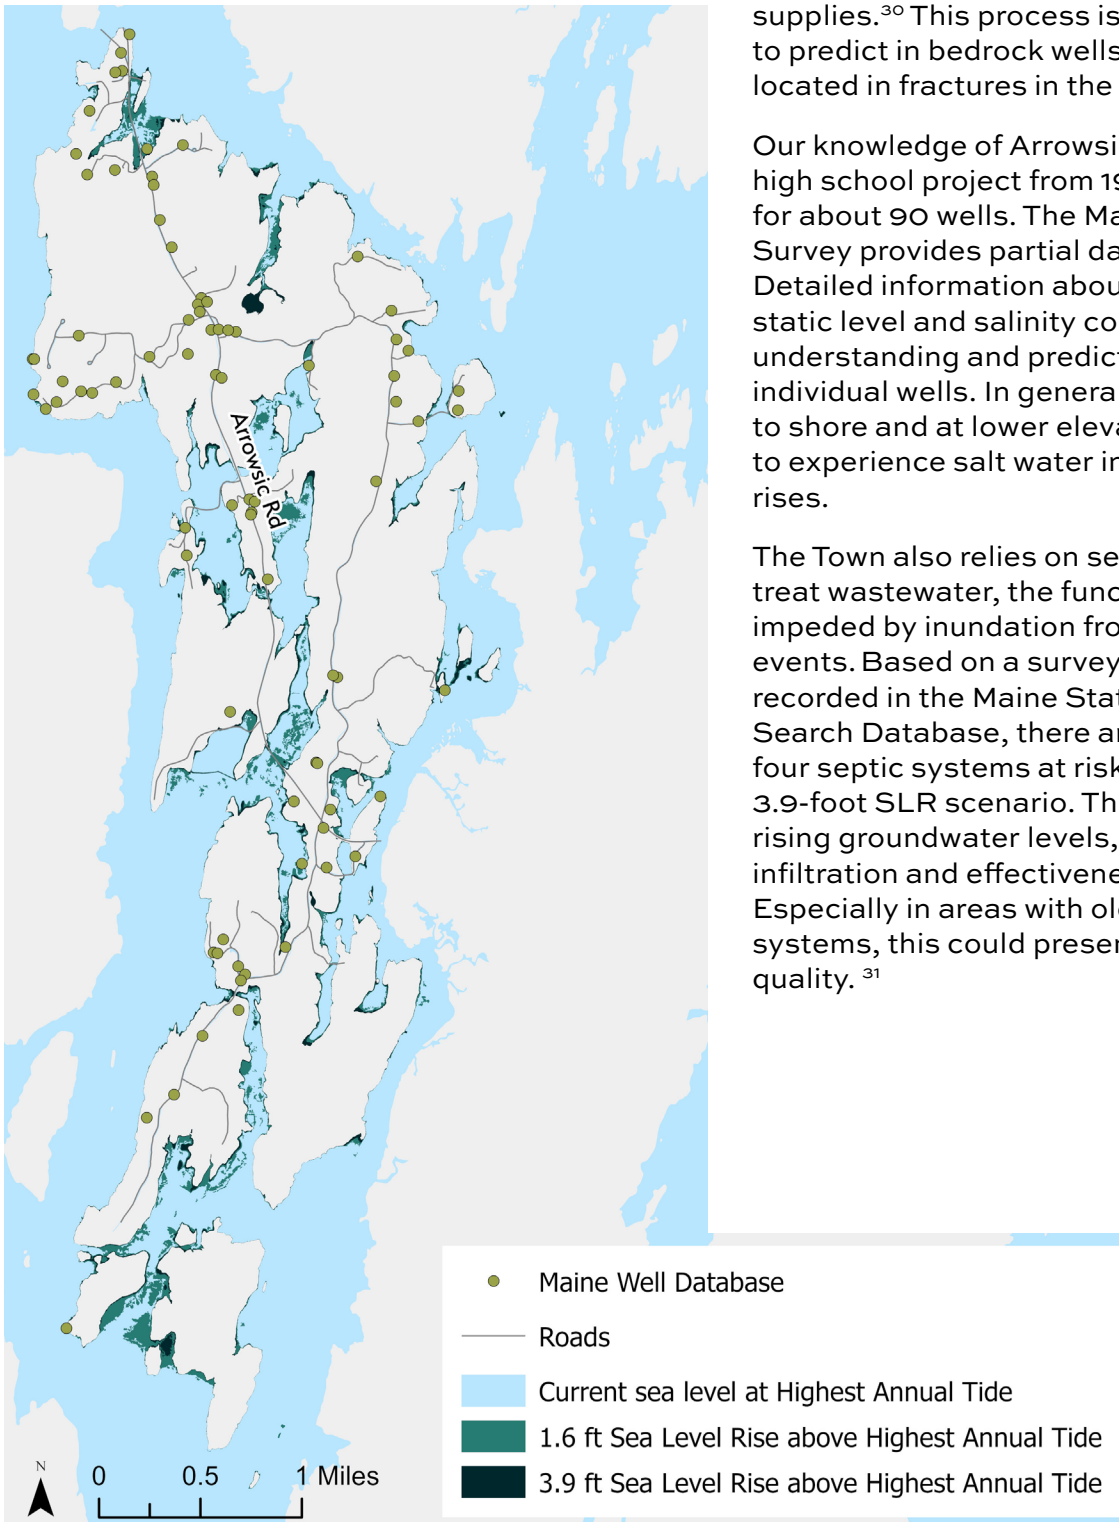 supplies.³⁰ This process is
to predict in bedrock wells
located in fractures in the
Our knowledge of Arrowsi
high school project from 19
for about 90 wells. The Ma
Survey provides partial da
Detailed information abou
static level and salinity co
understanding and predict
individual wells. In genera
to shore and at lower eleva
to experience salt water in
rises.
The Town also relies on se
treat wastewater, the func
impeded by inundation fro
events. Based on a survey
recorded in the Maine Stat
Search Database, there ar
four septic systems at risk
3.9-foot SLR scenario. Th
rising groundwater levels,
infiltration and effectivene
Especially in areas with ol
systems, this could presen
quality. ³¹
Arrowsic Rd
Maine Well Database
Roads
Current sea level at Highest Annual Tide
1.6 ft Sea Level Rise above Highest Annual Tide
3.9 ft Sea Level Rise above Highest Annual Tide
N
0 0.5 1 Miles